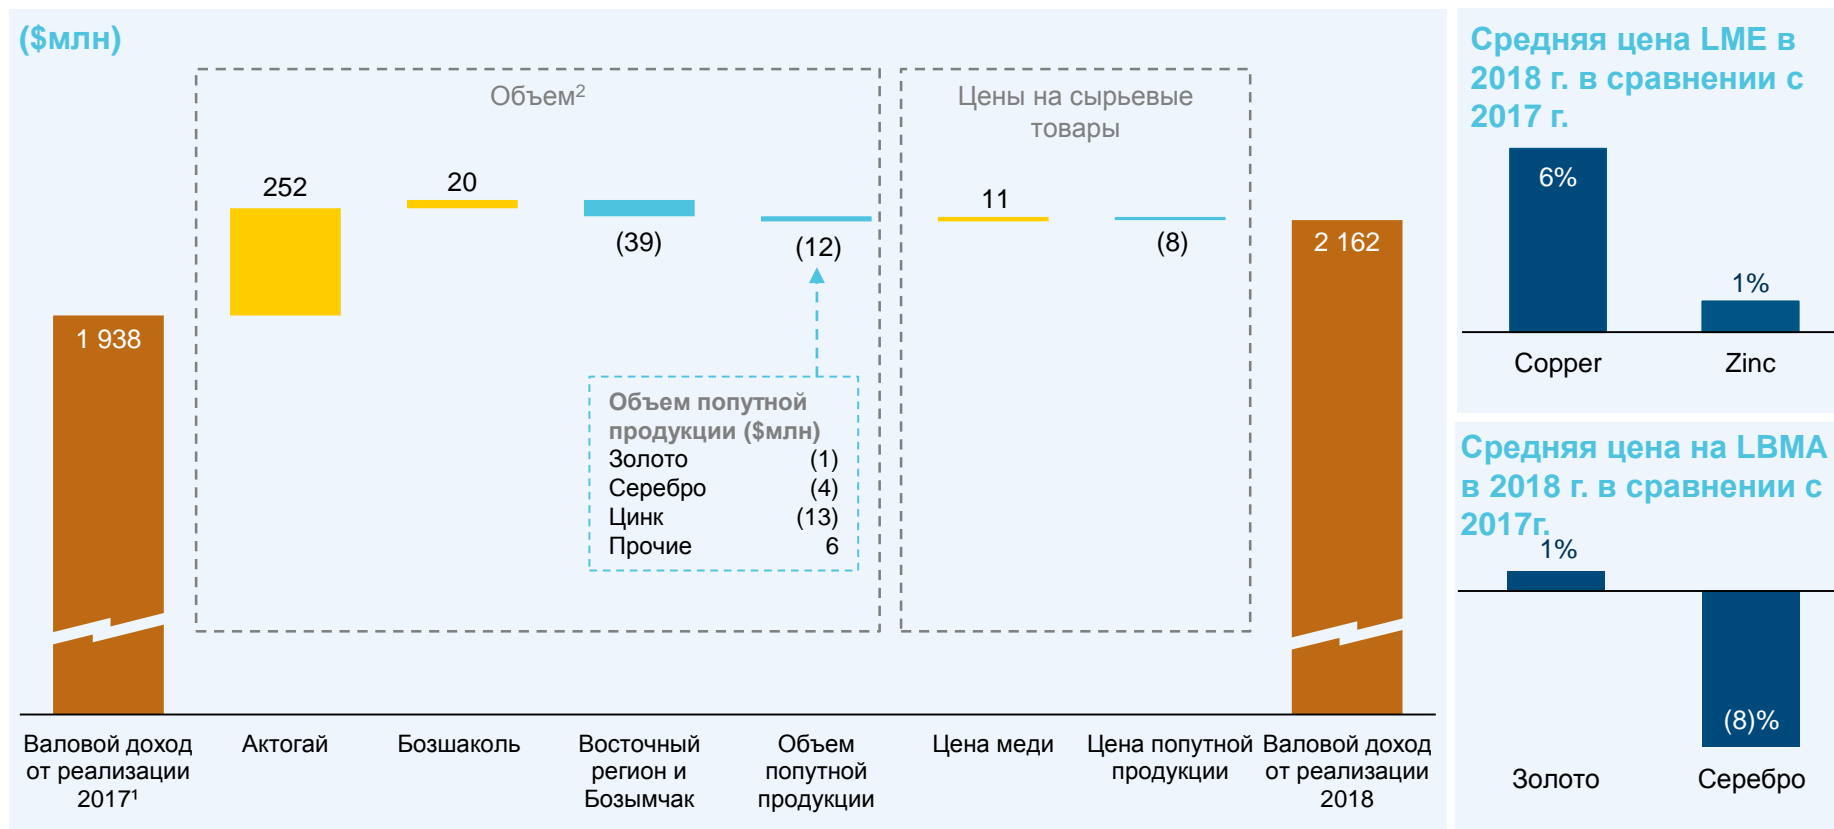 ($млн)
Объем²
Цены на сырьевые
товары
252
20
(39)
(12)
11
(8)
1 938
2 162
Объем попутной
продукции ($млн)
Золото (1)
Серебро (4)
Цинк (13)
Прочие 6
Валовой доход
от реализации
2017¹
Актогай
Бозшаколь
Восточный
регион и
Бозымчак
Объем
попутной
продукции
Цена меди
Цена попутной
продукции
Валовой доход
от реализации
2018
Средняя цена LME в
2018 г. в сравнении с
2017 г.
6%
1%
Copper
Zinc
Средняя цена на LBMA
в 2018 г. в сравнении с
2017г.
1%
(8)%
Золото
Серебро